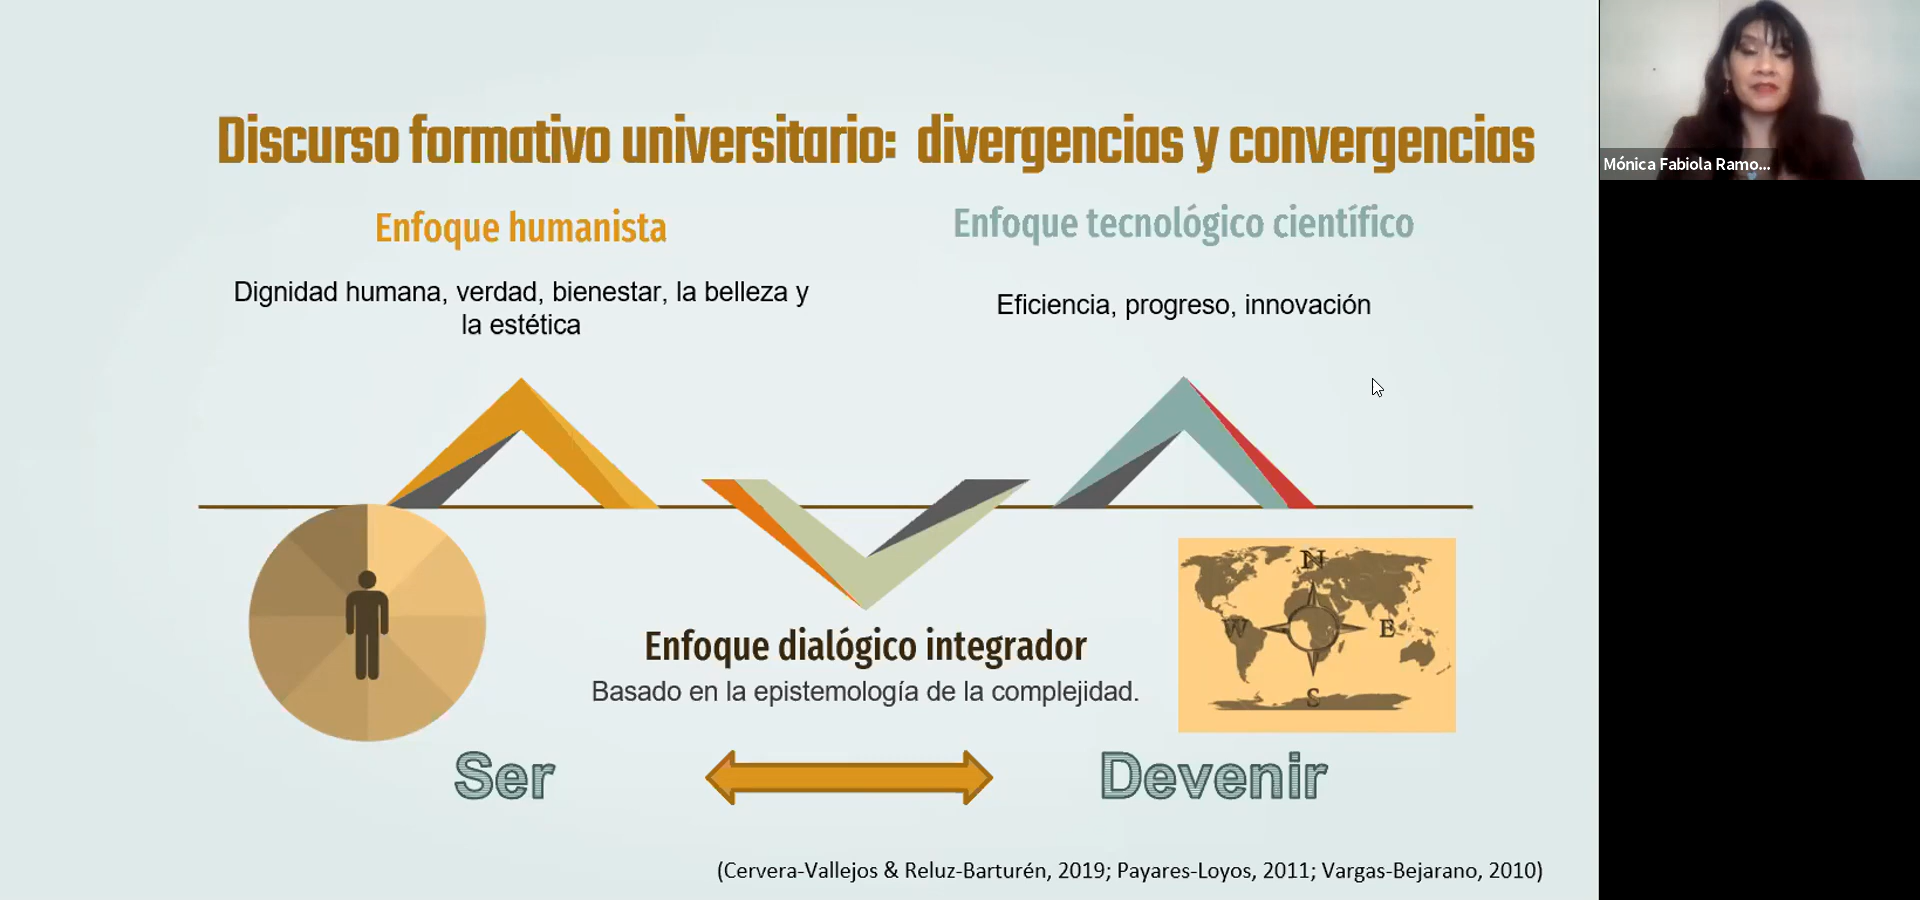 Discurso formativo universitario: divergencias y convergencias
Enfoque humanista
Dignidad humana, verdad, bienestar, la belleza y
la estética
Enfoque tecnológico científico
Eficiencia, progreso, innovación
N
W
E
S
Enfoque dialógico integrador
Basado en la epistemología de la complejidad.
Ser
Devenir
(Cervera-Vallejos & Reluz-Barturén, 2019; Payares-Loyos, 2011; Vargas-Bejarano, 2010)
Mónica Fabiola Ramo...